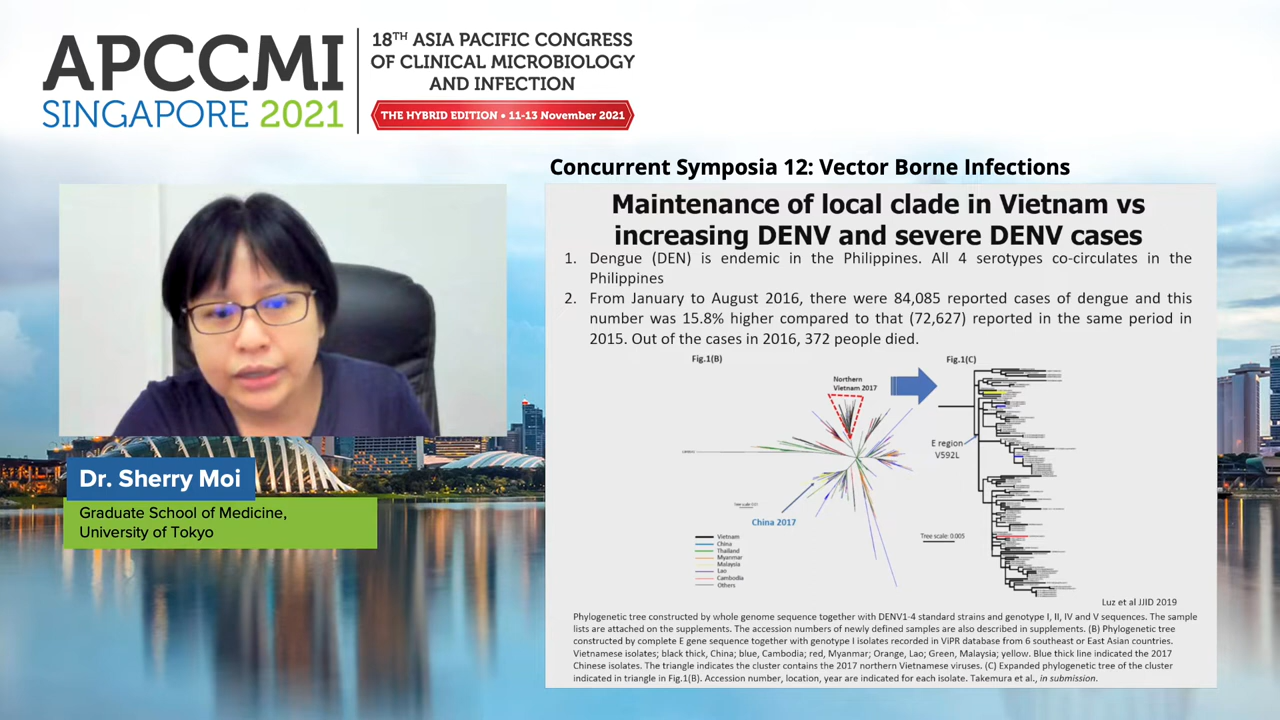 APCCMI
SINGAPORE 2021
18TH ASIA PACIFIC CONGRESS
OF CLINICAL MICROBIOLOGY
AND INFECTION
THE HYBRID EDITION • 11-13 November 2021
Concurrent Symposia 12: Vector Borne Infections
Maintenance of local clade in Vietnam vs
increasing DENV and severe DENV cases
1. Dengue (DEN) is endemic in the Philippines. All 4 serotypes co-circulates in the
Philippines
2. From January to August 2016, there were 84,085 reported cases of dengue and this
number was 15.8% higher compared to that (72,627) reported in the same period in
2015. Out of the cases in 2016, 372 people died.
Fig.1(B)
Northern
Vietnam 2017
Fig.1(C)
E region
V592L
China 2017
Tree scale: 0.005
Vietnam
China
Thailand
Myanmar
Malaysia
Lao
Cambodia
Others
Luz et al JJID 2019
Phylogenetic tree constructed by whole genome sequence together with DENV1-4 standard strains and genotype I, II, IV and V sequences. The sample
lists are attached on the supplements. The accession numbers of newly defined samples are also described in supplements. (B) Phylogenetic tree
constructed by complete E gene sequence together with genotype I isolates recorded in ViPR database from 6 southeast or East Asian countries.
Vietnamese isolates; black thick, China; blue, Cambodia; red, Myanmar; Orange, Lao; Green, Malaysia; yellow. Blue thick line indicated the 2017
Chinese isolates. The triangle indicates the cluster contains the 2017 northern Vietnamese viruses. (C) Expanded phylogenetic tree of the cluster
indicated in triangle in Fig.1(B). Accession number, location, year are indicated for each isolate. Takemura et al., in submission.
Dr. Sherry Moi
Graduate School of Medicine,
University of Tokyo